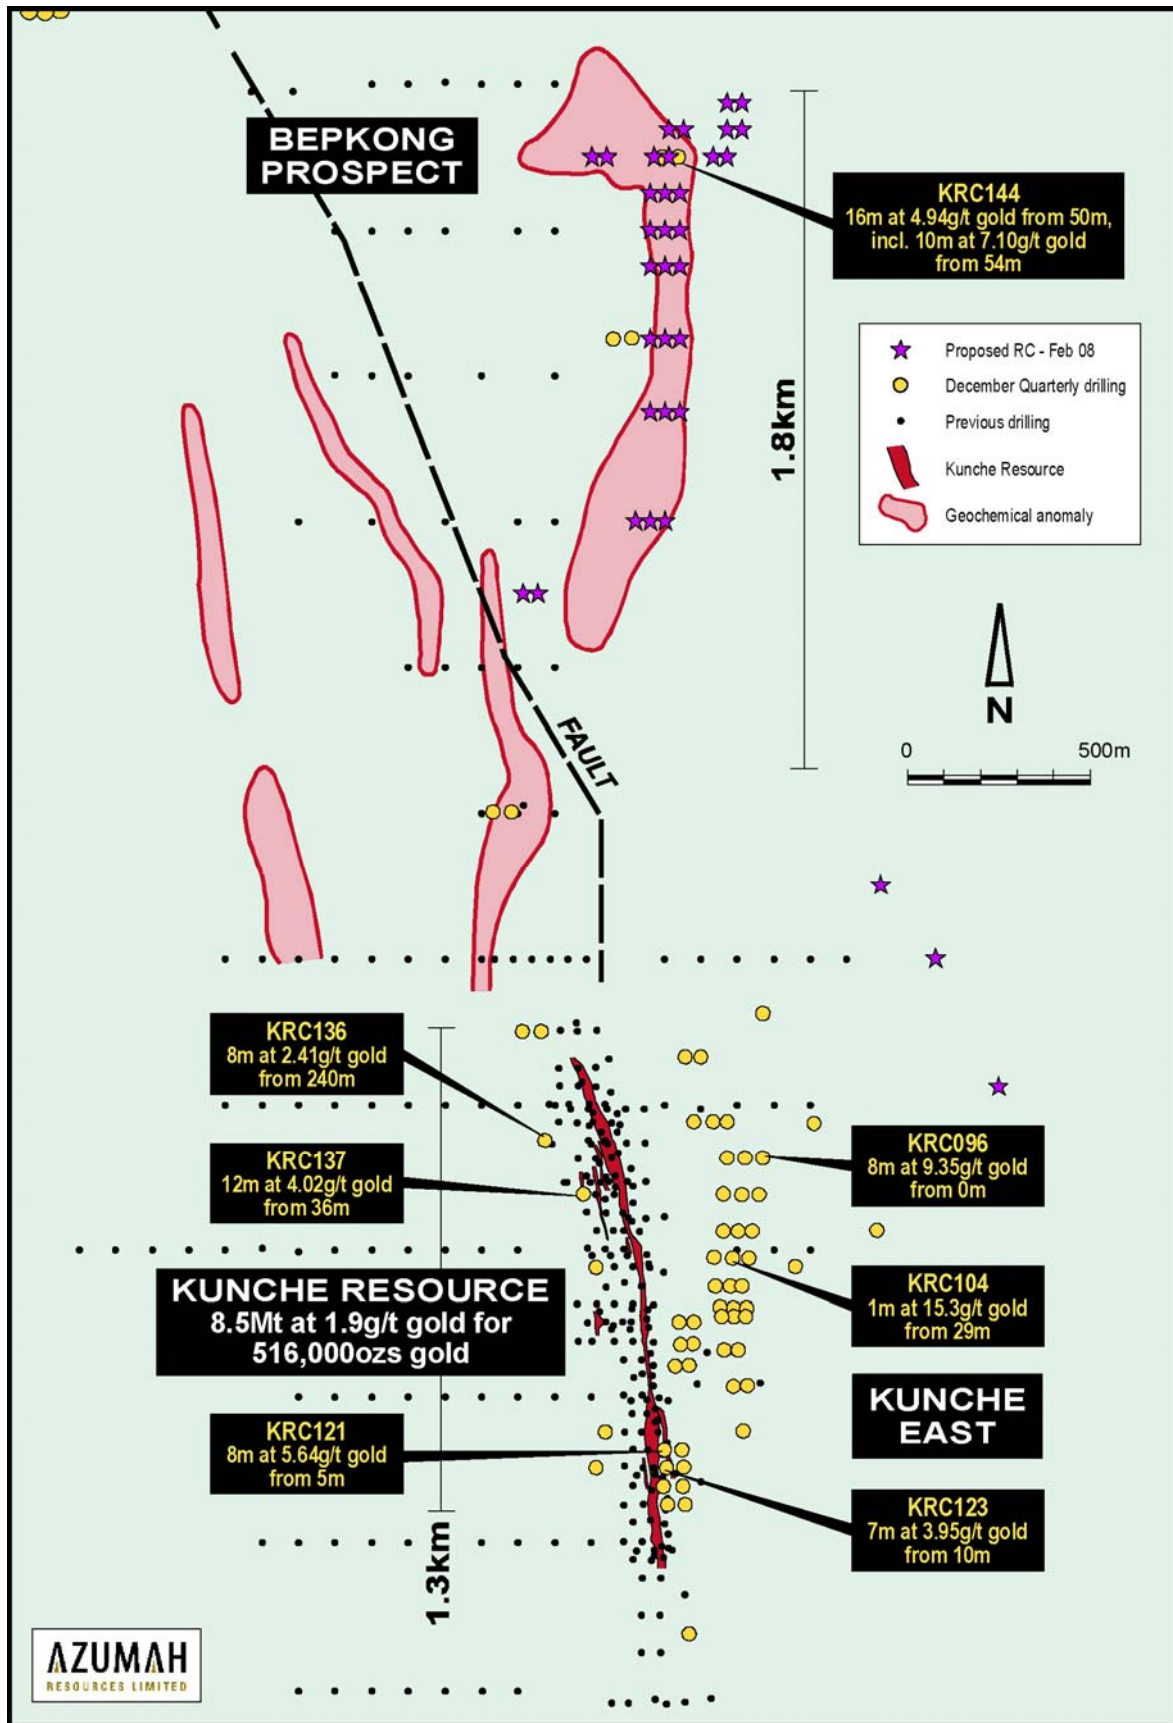 BEPKONG
PROSPECT
KRC144
16m at 4.94g/t gold from 50m,
incl. 10m at 7.10g/t gold
from 54m
Proposed RC - Feb 08
December Quarterly drilling
Previous drilling
Kunche Resource
Geochemical anomaly
1.8km
N
0 500m
FAULT
KRC136
8m at 2.41g/t gold
from 240m
KRC137
12m at 4.02g/t gold
from 36m
KRC096
8m at 9.35g/t gold
from 0m
KUNCHE RESOURCE
8.5Mt at 1.9g/t gold for
516,000ozs gold
KRC104
1m at 15.3g/t gold
from 29m
KUNCHE
EAST
KRC121
8m at 5.64g/t gold
from 5m
KRC123
7m at 3.95g/t gold
from 10m
1.3km
AZUMAH
RESOURCES LIMITED